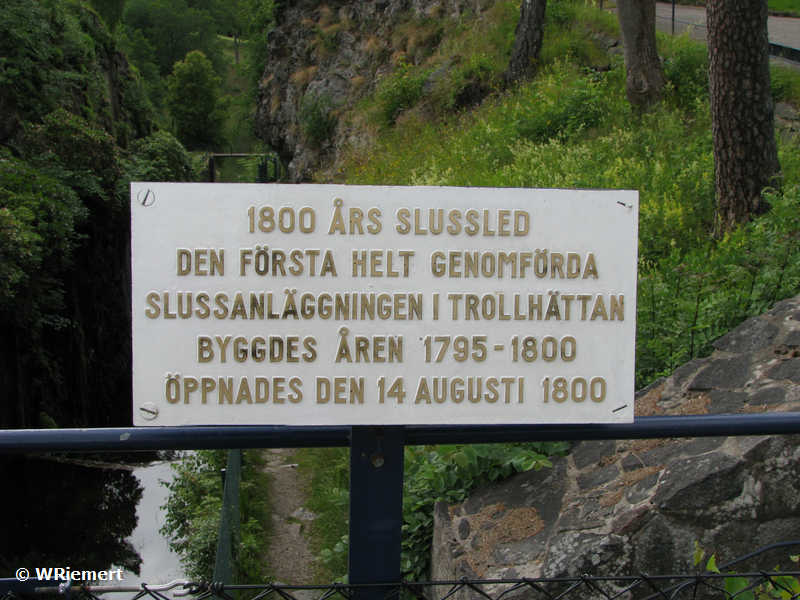 1800 ÅRS SLUSSLED
DEN FÖRSTA HELT GENOMFÖRDA
SLUSSANLÄGGNINGEN I TROLLHÄTTAN
BYGGDES ÅREN 1795 - 1800
ÖPPNADES DEN 14 AUGUSTI 1800
© WRiemert